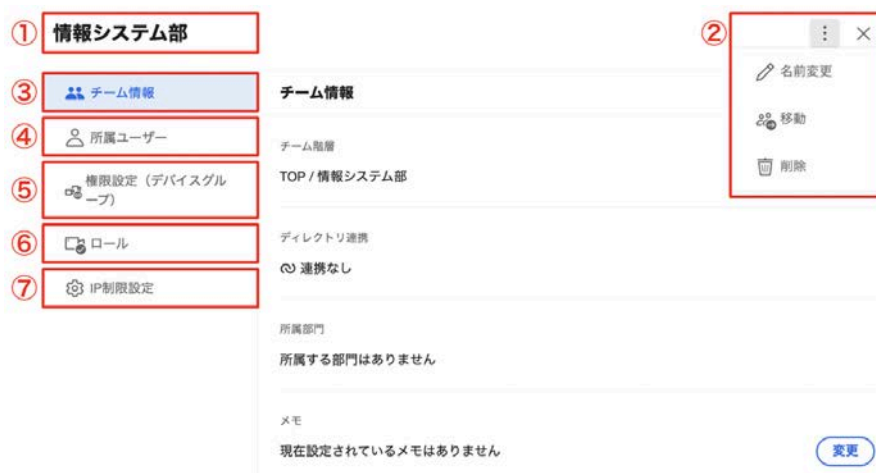 ① 情報システム部
②
名前変更
移動
削除
③ チーム情報
④ 所属ユーザー
⑤ 権限設定(デバイスグル
ープ)
⑥ ロール
⑦ IP制限設定
チーム情報
チーム階層
TOP / 情報システム部
ディレクトリ連携
連携なし
所属部門
所属する部門はありません
メモ
現在設定されているメモはありません
変更